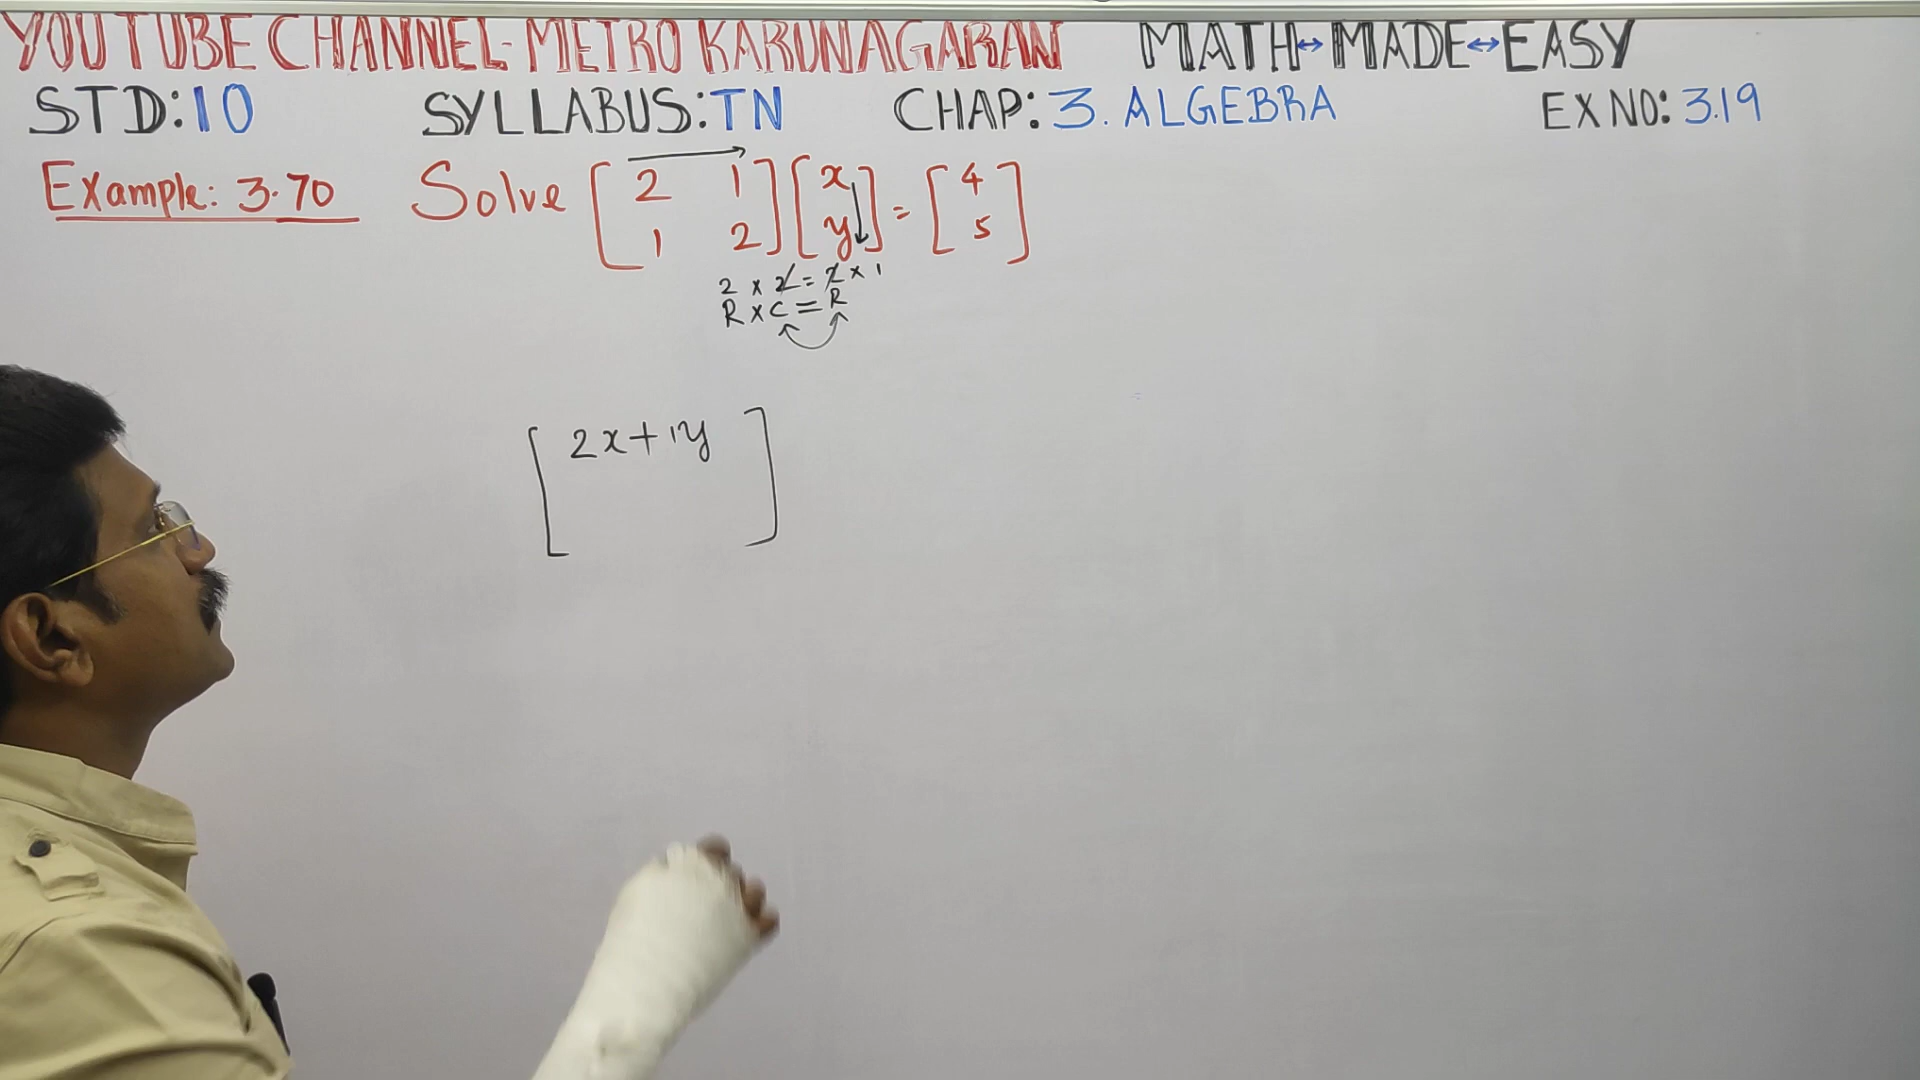 YOUTUBE CHANNEL- METRO KARUNAGARAN MATH↔MADE↔EASY
STD:10 SYLLABUS:TN CHAP: 3. ALGEBRA EX NO: 3.19
Example: 3.70 Solve [2 1] [x] = [4]
[1 2] [y] [5]
2 × 2 = 2 × 1
R × C = R
[2x + 1y]